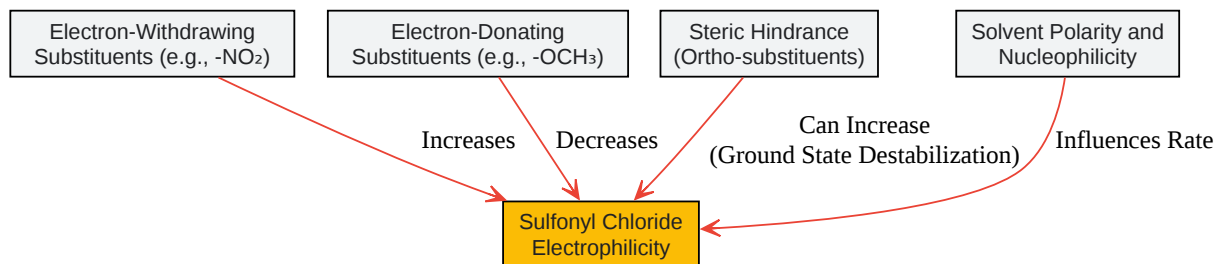 Electron-Withdrawing
Substituents (e.g., -NO₂)
Electron-Donating
Substituents (e.g., -OCH₃)
Steric Hindrance
(Ortho-substituents)
Solvent Polarity and
Nucleophilicity
Increases
Decreases
Can Increase
(Ground State Destabilization)
Influences Rate
Sulfonyl Chloride
Electrophilicity